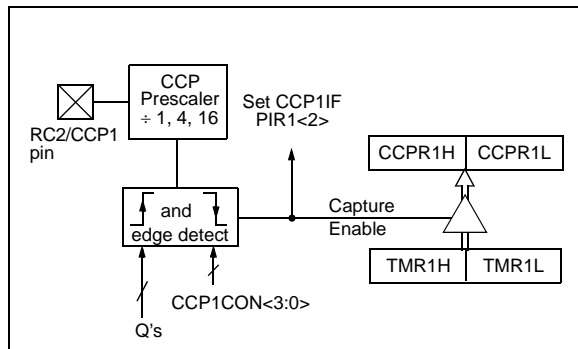 CCP
Prescaler
÷ 1, 4, 16
RC2/CCP1
pin
Set CCP1IF
PIR1<2>
CCPR1H
CCPR1L
and
edge detect
Capture
Enable
TMR1H
TMR1L
CCP1CON<3:0>
Q's